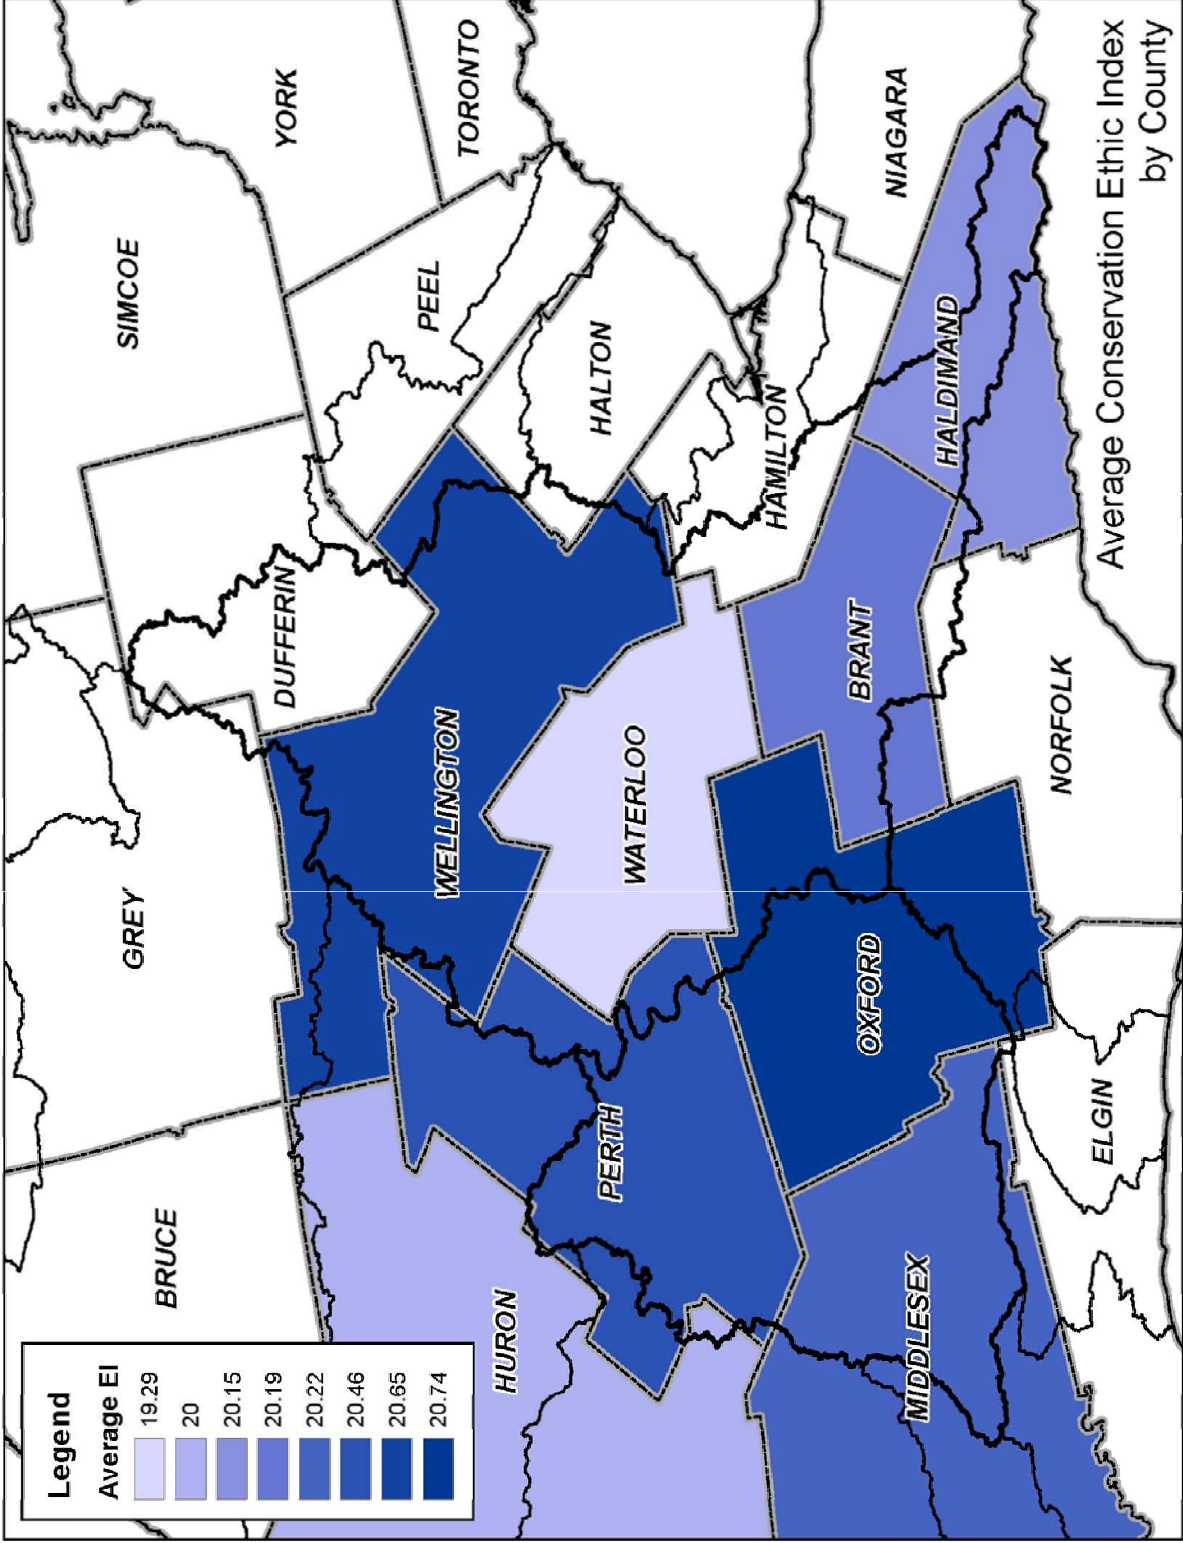 Legend
Average EI
19.29
20
20.15
20.19
20.22
20.46
20.65
20.74
BRUCE
GREY
SIMCOE
YORK
DUFFERIN
PEEL
TORONTO
HURON
WELLINGTON
HALTON
PERTH
WATERLOO
HAMILTON
MIDDLESEX
OXFORD
BRANT
HALDIMAND
NIAGARA
ELGIN
NORFOLK
Average Conservation Ethic Index
by County